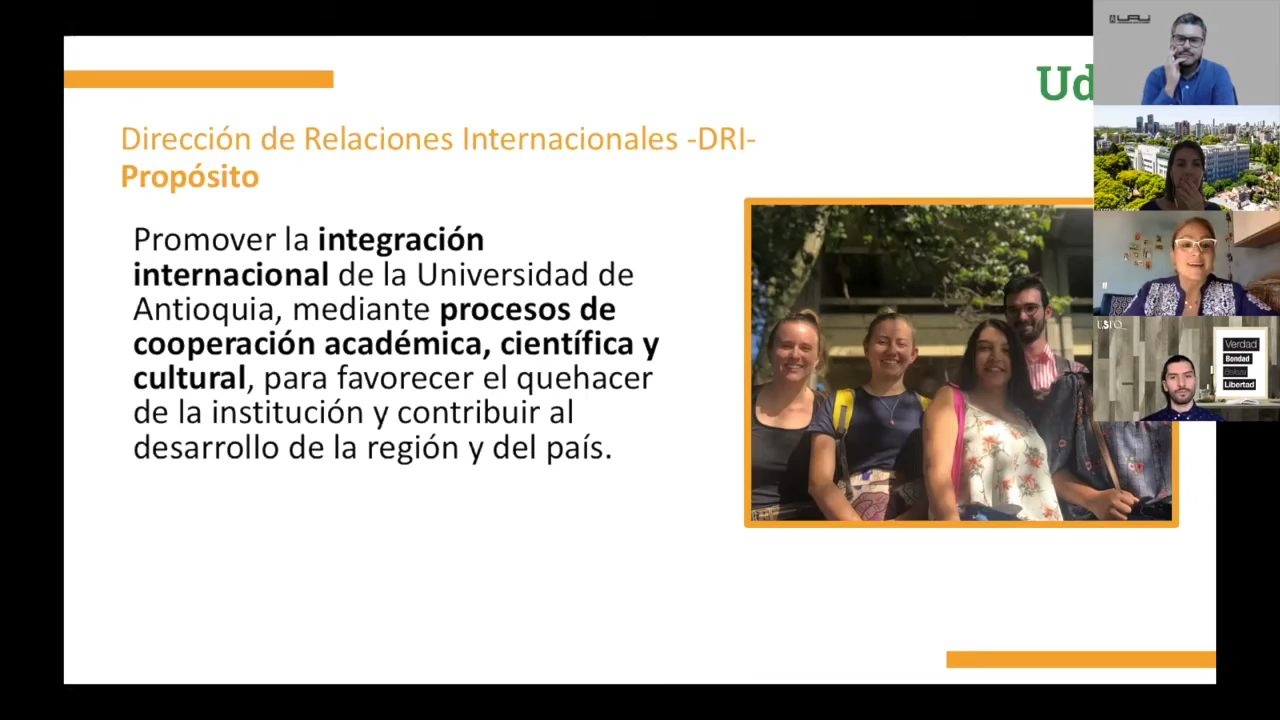 Dirección de Relaciones Internacionales -DRI-
Propósito
Promover la integración
internacional de la Universidad de
Antioquia, mediante procesos de
cooperación académica, científica y
cultural, para favorecer el quehacer
de la institución y contribuir al
desarrollo de la región y del país.
Ud
USFQ
Verdad
Bondad
Belleza
Libertad